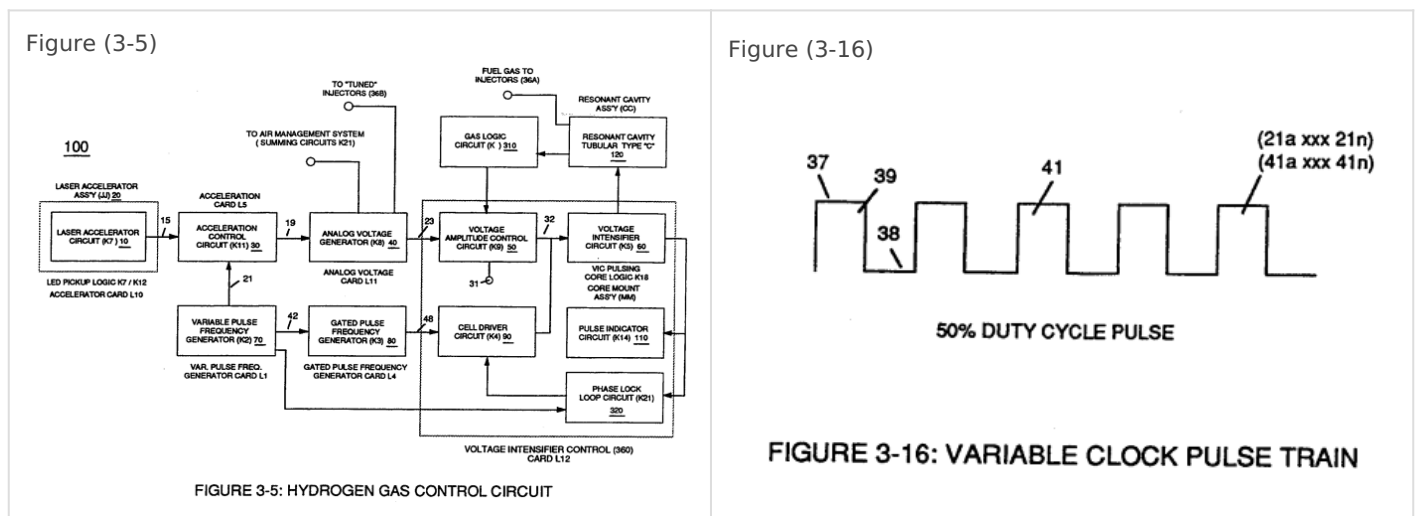 Figure (3-5)
100
LASER ACCELERATOR
ASS'Y (JJ) 20
LASER ACCELERATOR
CIRCUIT (K7 ) 10
LED PICKUP LOGIC K7 / K12
ACCELERATOR CARD L10
15
ACCELERATION
CARD L5
ACCELERATION
CONTROL
CIRCUIT (K11) 30
19
21
TO "TUNED"
INJECTORS (36B)
TO AIR MANAGEMENT SYSTEM
( SUMMING CIRCUITS K21)
ANALOG VOLTAGE
GENERATOR (K8) 40
ANALOG VOLTAGE
CARD L11
23
FUEL GAS TO
INJECTORS (36A)
RESONANT CAVITY
ASS'Y (CC)
GAS LOGIC
CIRCUIT (K ) 310
RESONANT CAVITY
TUBULAR TYPE "C"
120
VOLTAGE
AMPLITUDE CONTROL
CIRCUIT (K9) 50
32
31
VOLTAGE
INTENSIFIER
CIRCUIT (K5) 60
VIC PULSING
CORE LOGIC K18
CORE MOUNT
ASS'Y (MM)
VARIABLE PULSE
FREQUENCY
GENERATOR (K2) 70
VAR. PULSE FREQ.
GENERATOR CARD L1
42
GATED PULSE
FREQUENCY
GENERATOR (K3) 80
GATED PULSE FREQUENCY
GENERATOR CARD L4
48
CELL DRIVER
CIRCUIT (K4) 90
PULSE INDICATOR
CIRCUIT (K14) 110
PHASE LOCK
LOOP CIRCUIT (K21)
320
VOLTAGE INTENSIFIER CONTROL (360)
CARD L12
FIGURE 3-5: HYDROGEN GAS CONTROL CIRCUIT
Figure (3-16)
37
39
38
41
(21a xxx 21n)
(41a xxx 41n)
50% DUTY CYCLE PULSE
FIGURE 3-16: VARIABLE CLOCK PULSE TRAIN